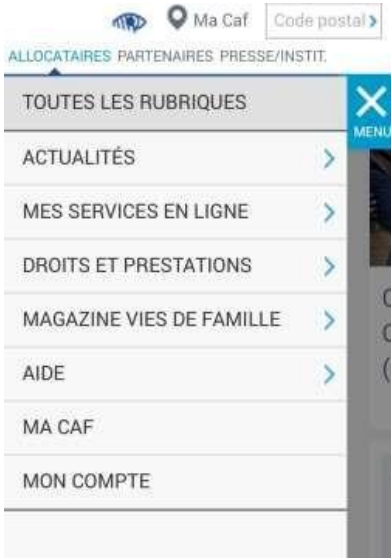 Ma Caf Code postal
ALLOCATAIRES PARTENAIRES PRESSE/INSTIT.
TOUTES LES RUBRIQUES
MENU
ACTUALITÉS
MES SERVICES EN LIGNE
DROITS ET PRESTATIONS
MAGAZINE VIES DE FAMILLE
AIDE
MA CAF
MON COMPTE